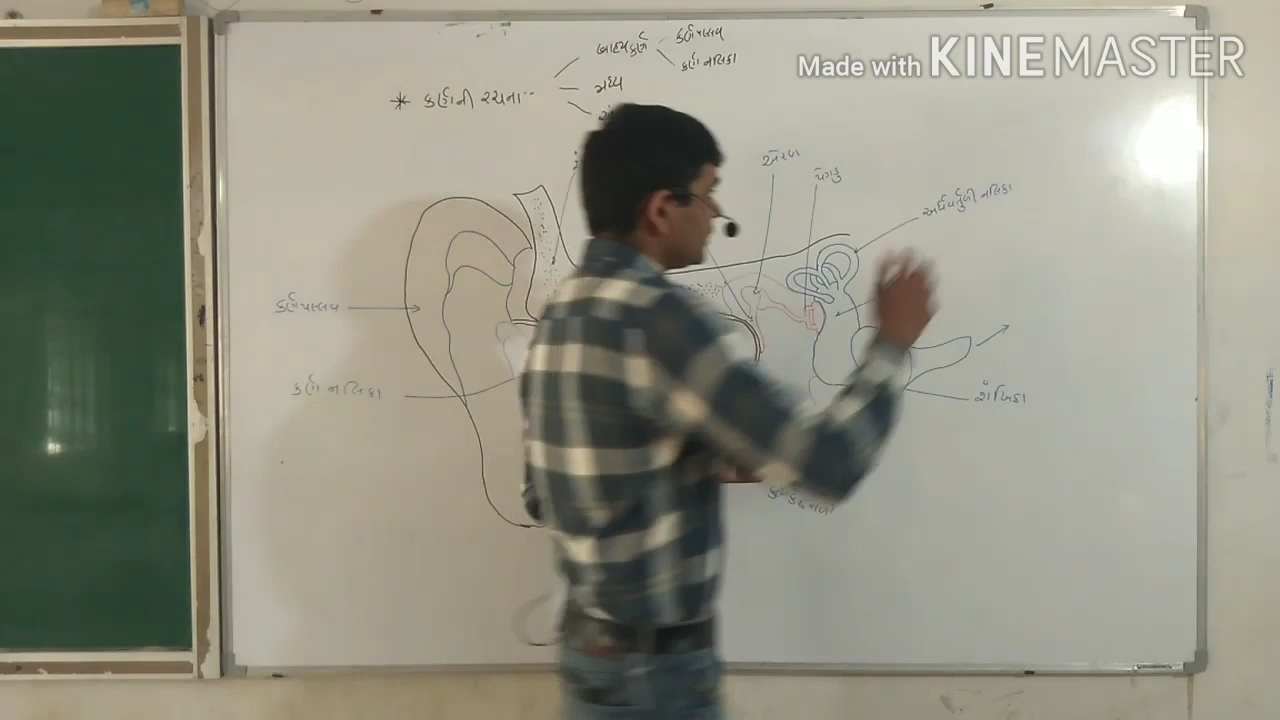 Made with KINEMASTER
બાહ્યકર્ણ
કર્ણપલ્લવ
કર્ણનલિકા
* કર્ણની રચના :-
મધ્ય
એરણ
પેંગડું
અર્ધવર્તુળી નલિકા
કર્ણપલ્લવ
કર્ણ નલિકા
શંખિકા